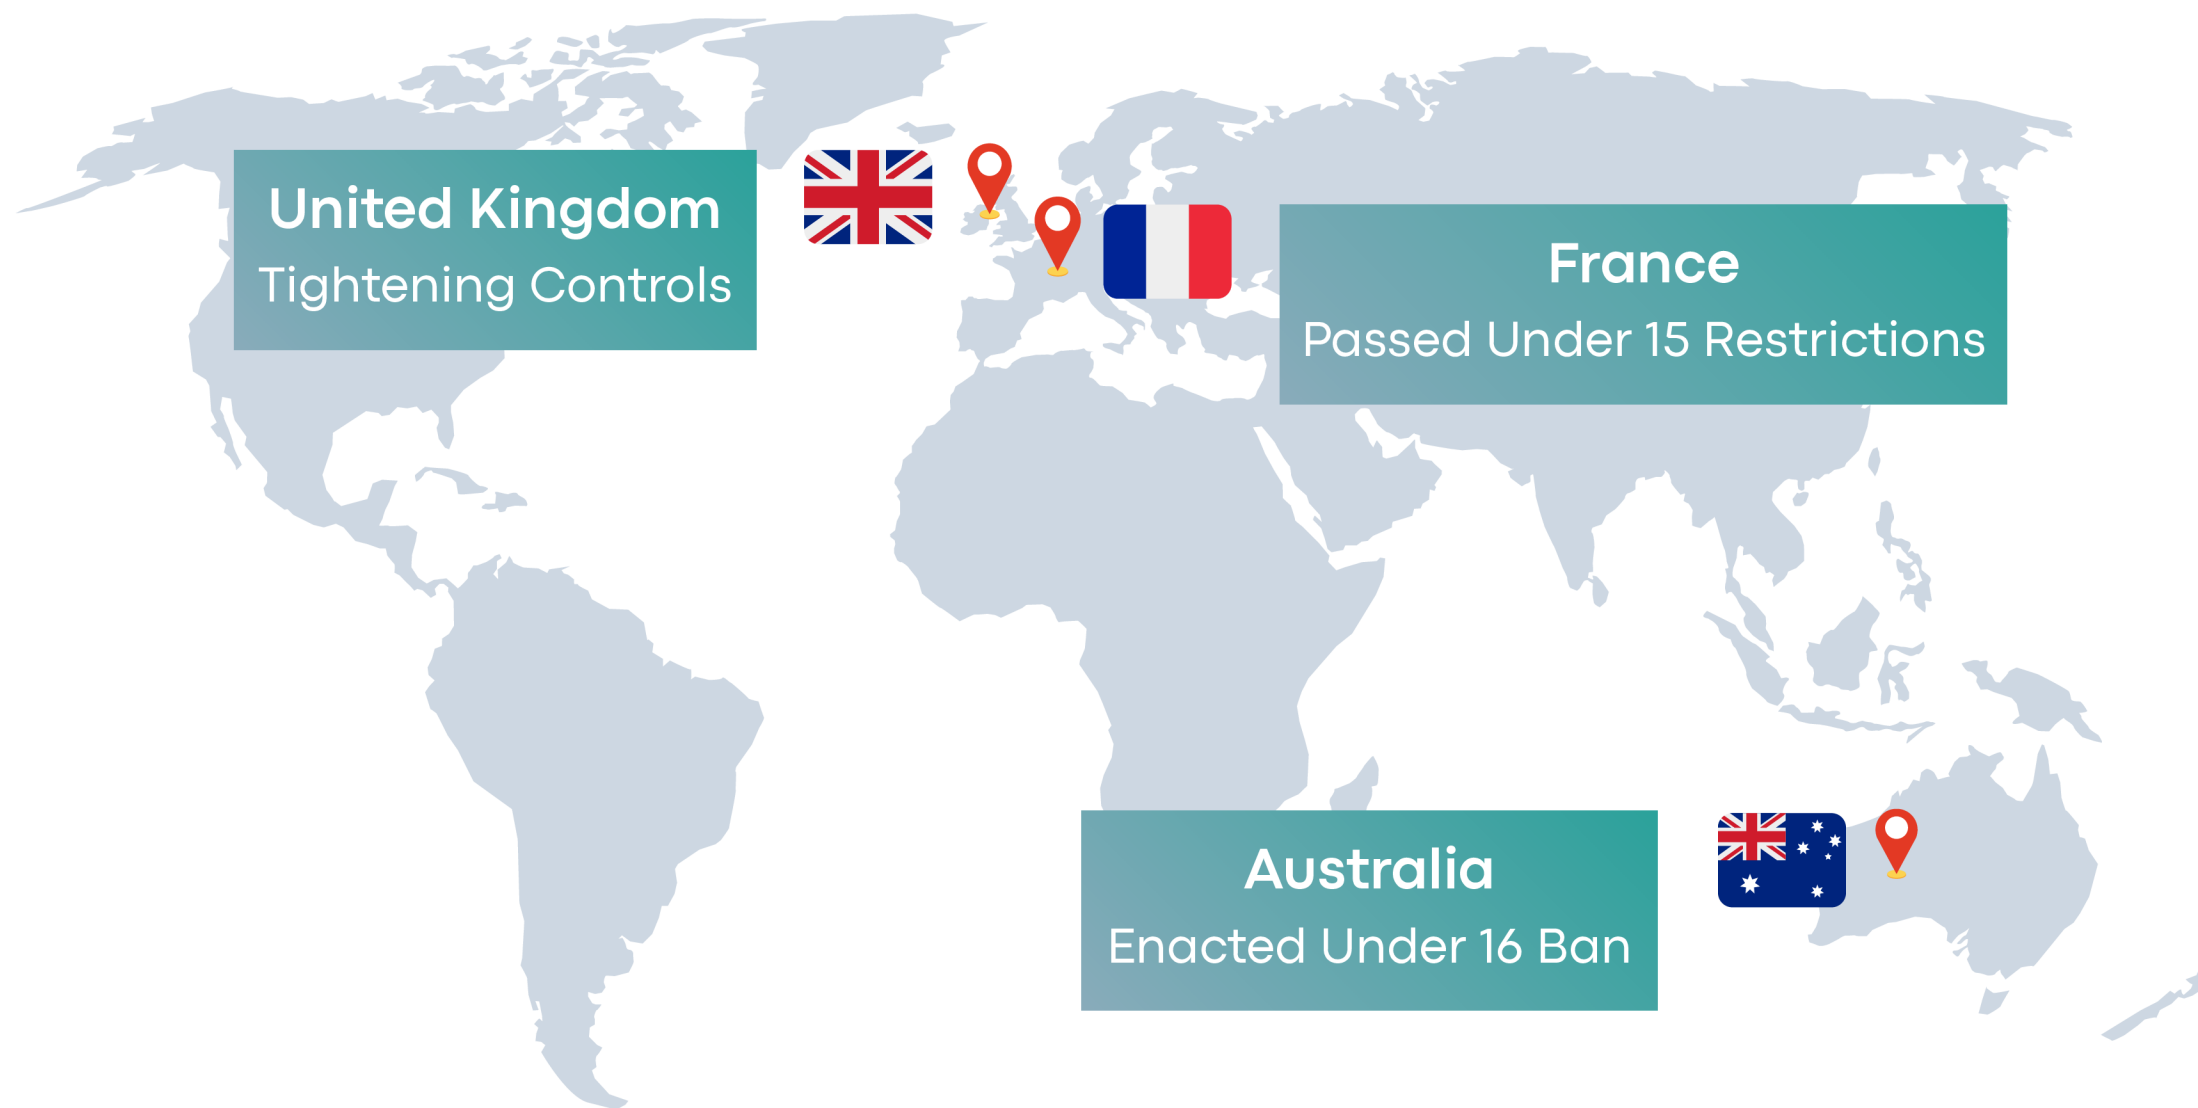 United Kingdom
Tightening Controls
France
Passed Under 15 Restrictions
Australia
Enacted Under 16 Ban